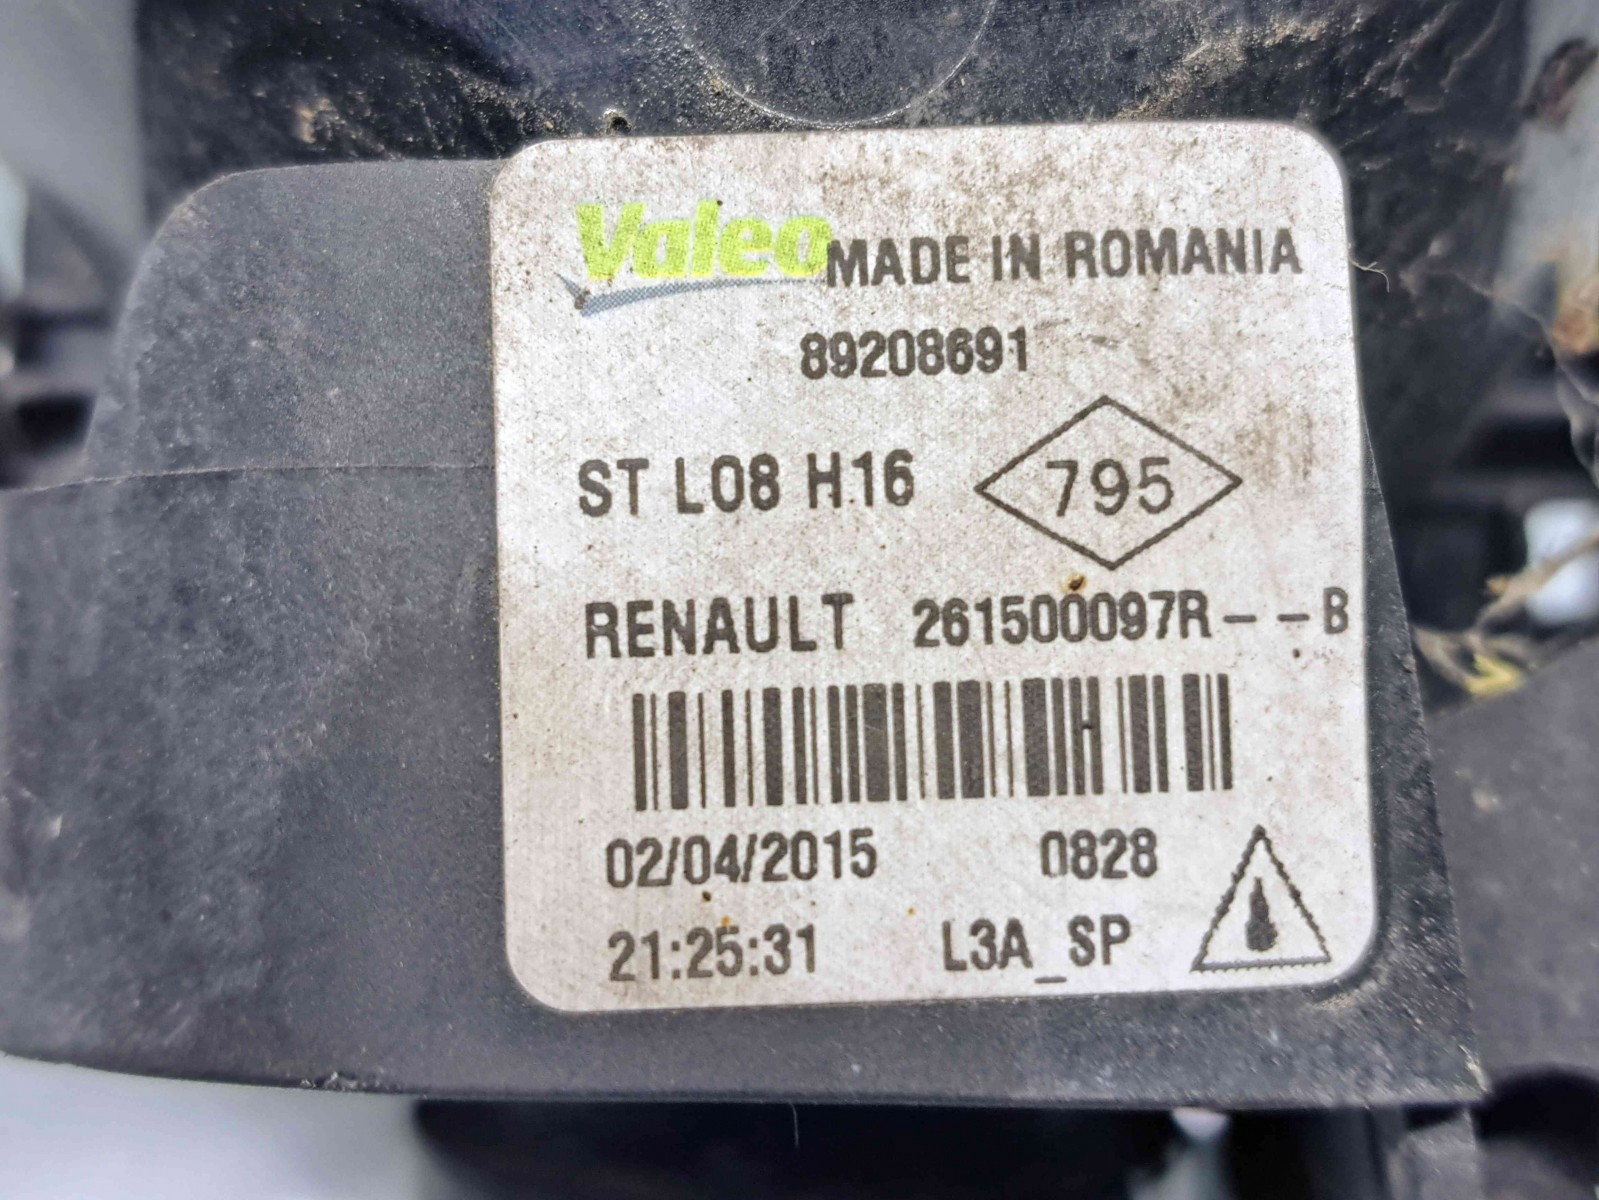 Valeo MADE IN ROMANIA
89208691
ST L08 H16 795
RENAULT 261500097R--B
02/04/2015 0828
21:25:31 L3A_SP